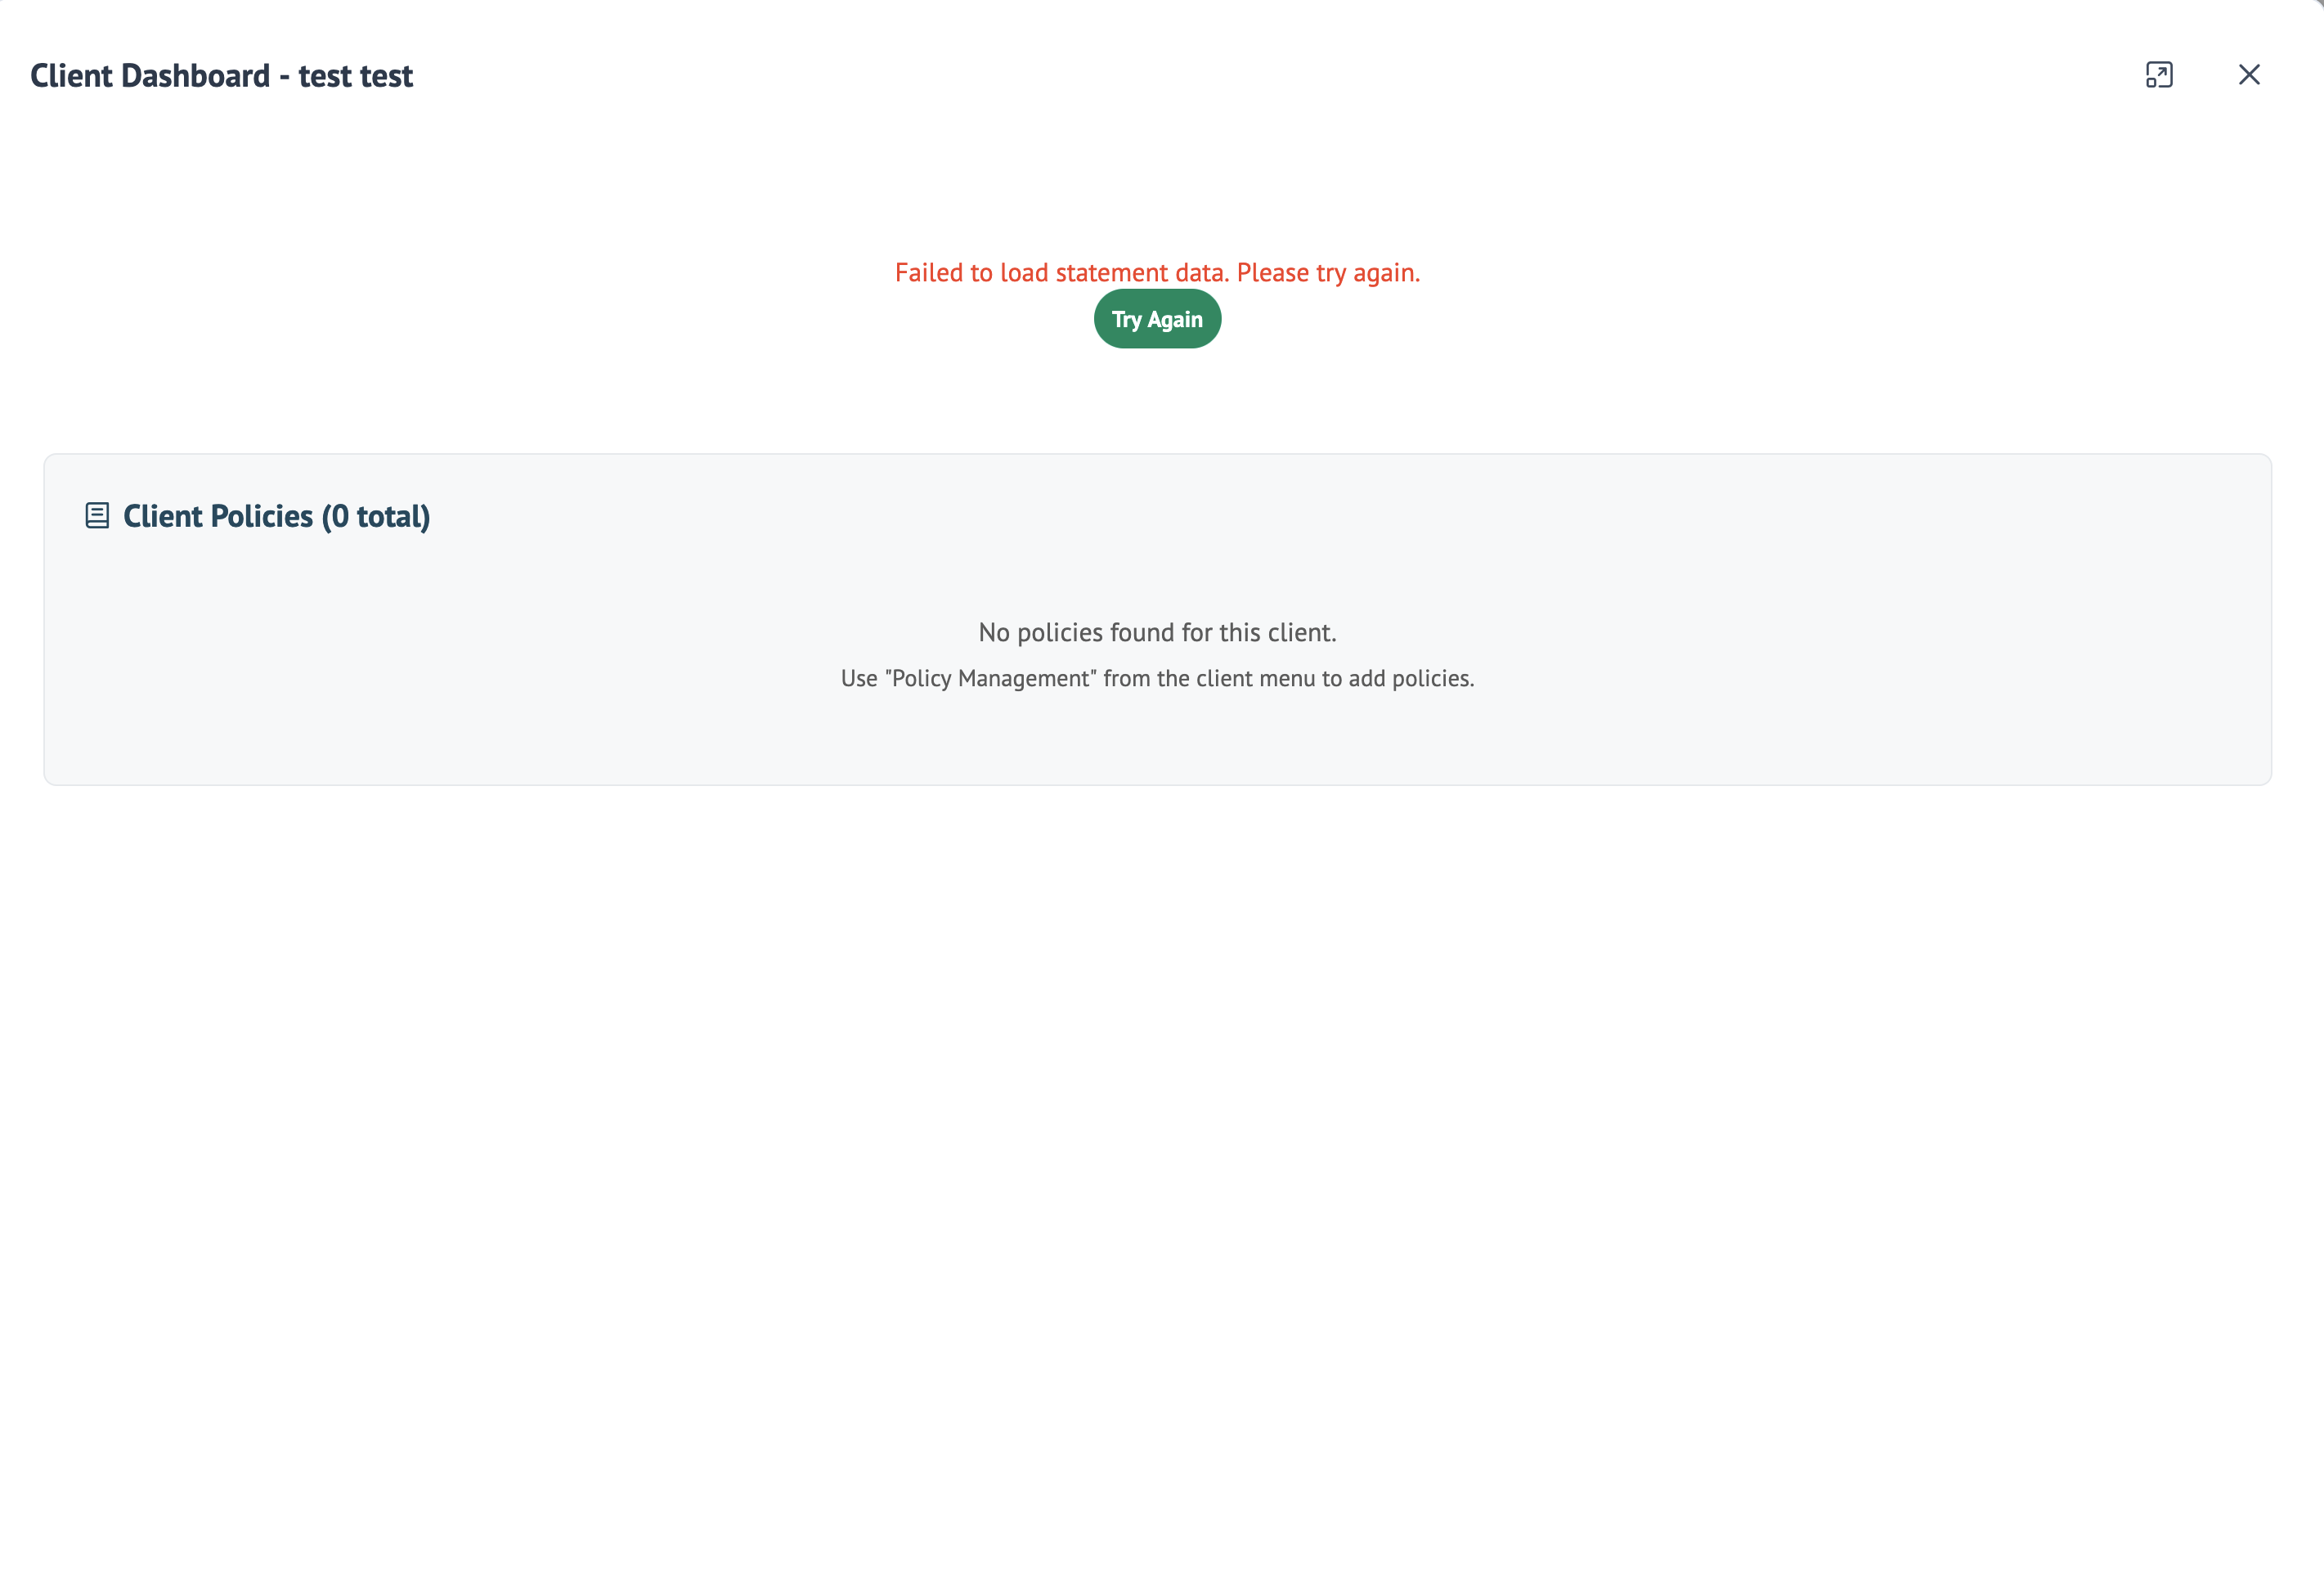 Client Dashboard - test test
Failed to load statement data. Please try again.
Try Again
Client Policies (0 total)
No policies found for this client.
Use "Policy Management" from the client menu to add policies.